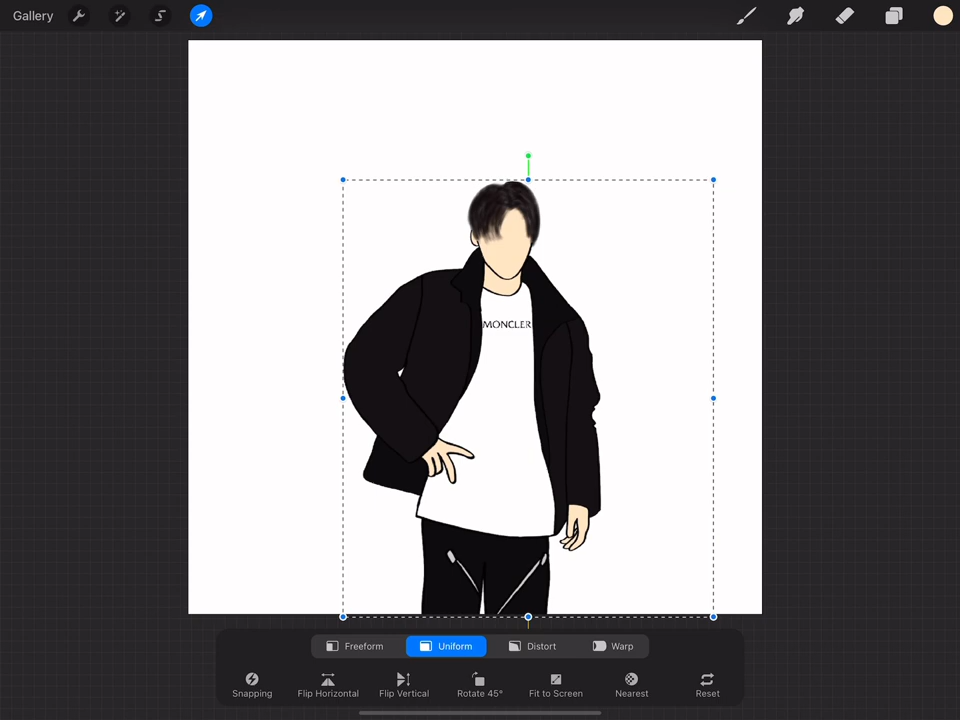 Gallery
MONCLER
Freeform Uniform Distort Warp
Snapping Flip Horizontal Flip Vertical Rotate 45° Fit to Screen Nearest Reset